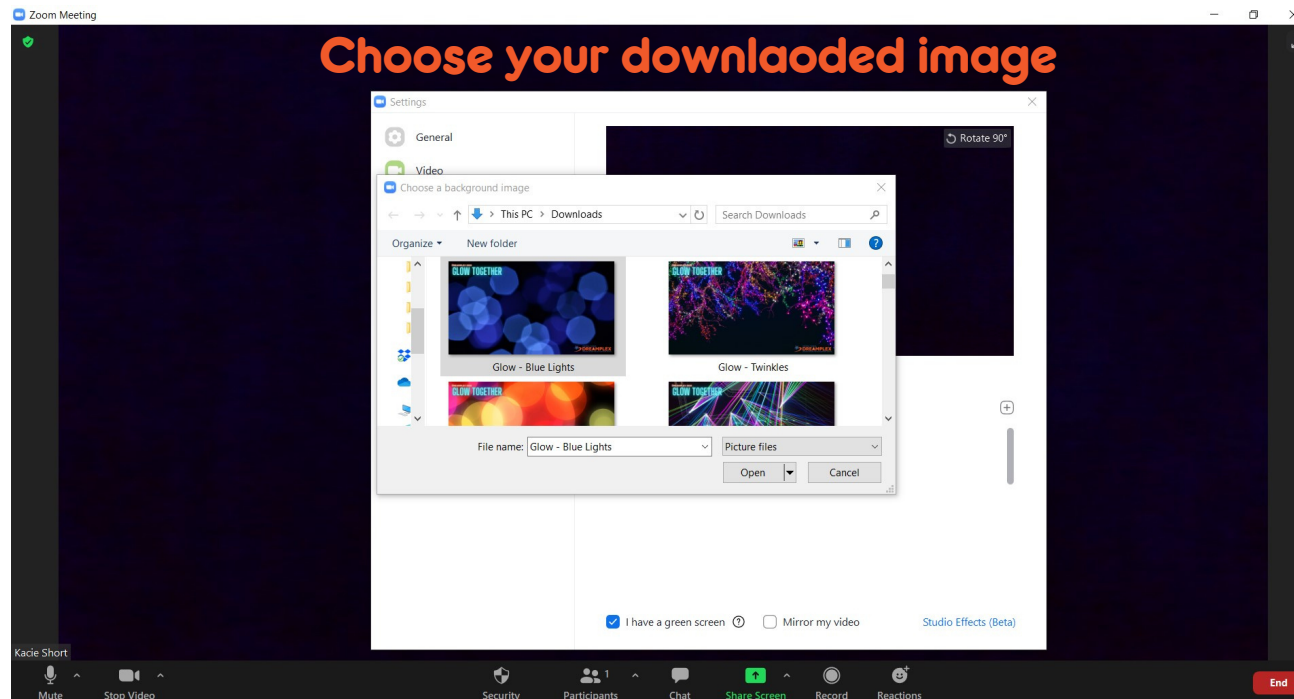 Zoom Meeting
Choose your downlaoded image
Settings
General
Rotate 90°
Video
Choose a background image
This PC > Downloads
Search Downloads
Organize
New folder
GLOW TOGETHER
GLOW TOGETHER
DREAMPLEX
DREAMPLEX
Glow - Blue Lights
Glow - Twinkles
GLOW TOGETHER
GLOW TOGETHER
File name: Glow - Blue Lights
Picture files
Open
Cancel
I have a green screen
Mirror my video
Studio Effects (Beta)
Kacie Short
Mute
Stop Video
Security
Participants 1
Chat
Share Screen
Record
Reactions
End